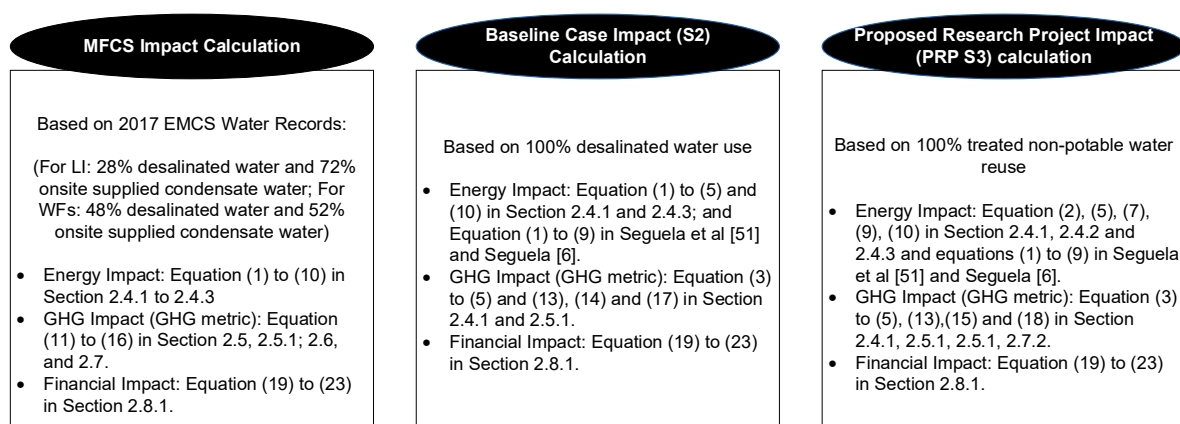 MFCS Impact Calculation
Based on 2017 EMCS Water Records:
(For LI: 28% desalinated water and 72%
onsite supplied condensate water; For
WFs: 48% desalinated water and 52%
onsite supplied condensate water)
• Energy Impact: Equation (1) to (10) in
Section 2.4.1 to 2.4.3
• GHG Impact (GHG metric): Equation
(11) to (16) in Section 2.5, 2.5.1; 2.6,
and 2.7.
• Financial Impact: Equation (19) to (23)
in Section 2.8.1.
Baseline Case Impact (S2)
Calculation
Based on 100% desalinated water use
• Energy Impact: Equation (1) to (5) and
(10) in Section 2.4.1 and 2.4.3; and
Equation (1) to (9) in Seguela et al [51]
and Seguela [6].
• GHG Impact (GHG metric): Equation (3)
to (5) and (13), (14) and (17) in Section
2.4.1 and 2.5.1.
• Financial Impact: Equation (19) to (23)
in Section 2.8.1.
Proposed Research Project Impact
(PRP S3) calculation
Based on 100% treated non-potable water
reuse
• Energy Impact: Equation (2), (5), (7),
(9), (10) in Section 2.4.1, 2.4.2 and
2.4.3 and equations (1) to (9) in Seguela
et al [51] and Seguela [6].
• GHG Impact (GHG metric): Equation (3)
to (5), (13),(15) and (18) in Section
2.4.1, 2.5.1, 2.5.1, 2.7.2.
• Financial Impact: Equation (19) to (23)
in Section 2.8.1.